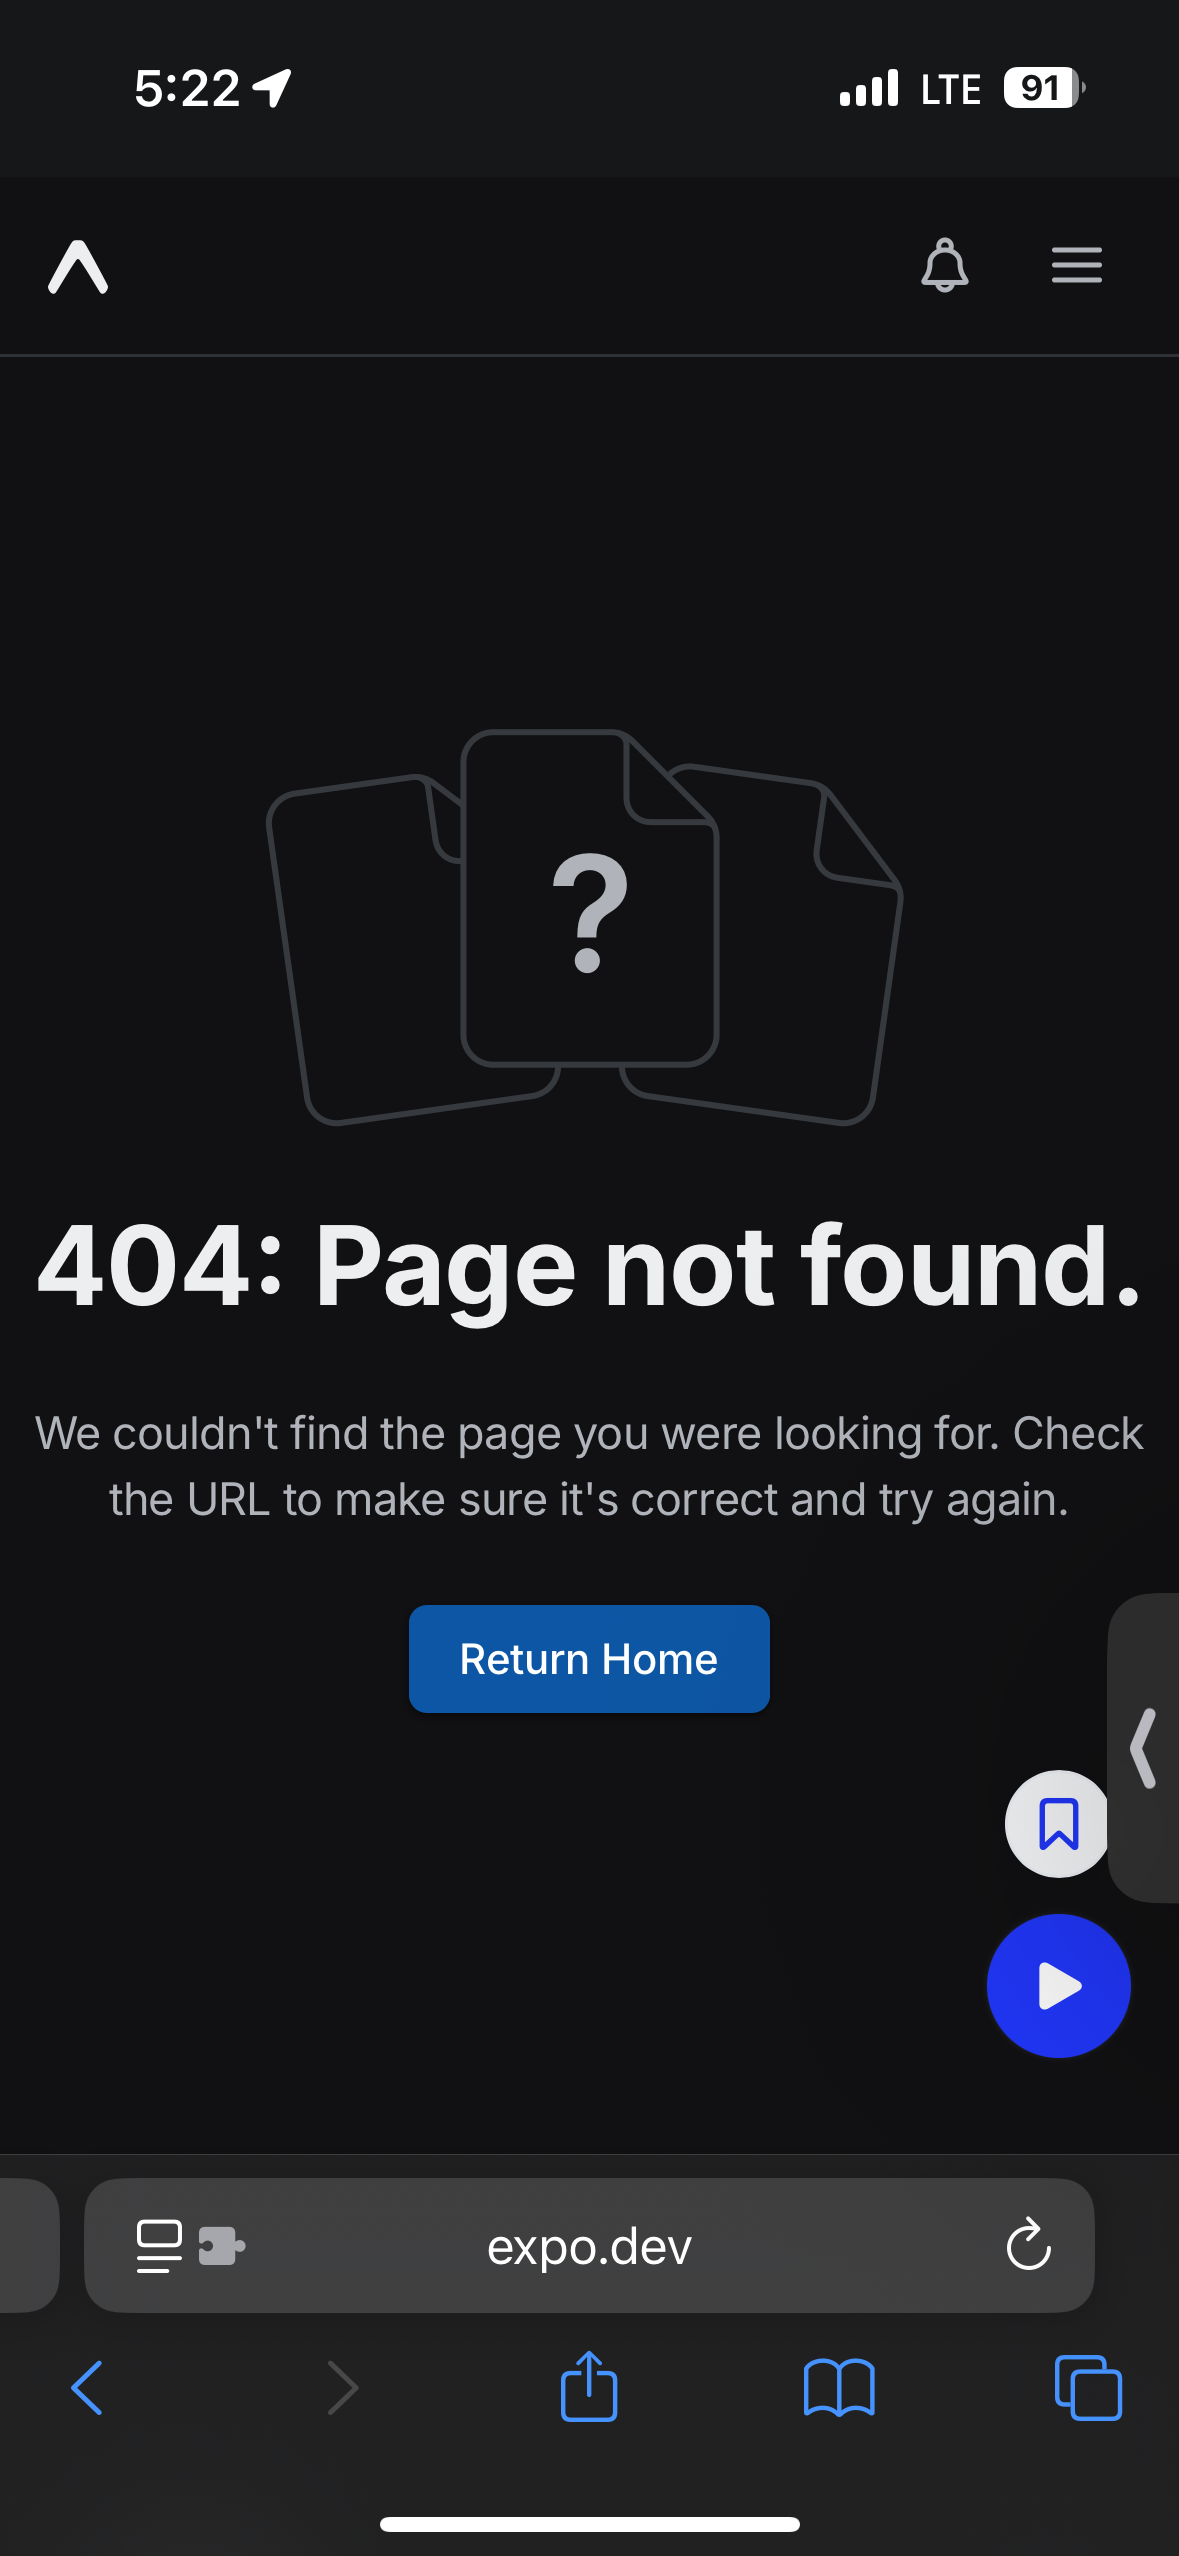 5:22
LTE
91
?
404: Page not found.
We couldn't find the page you were looking for. Check
the URL to make sure it's correct and try again.
Return Home
expo.dev